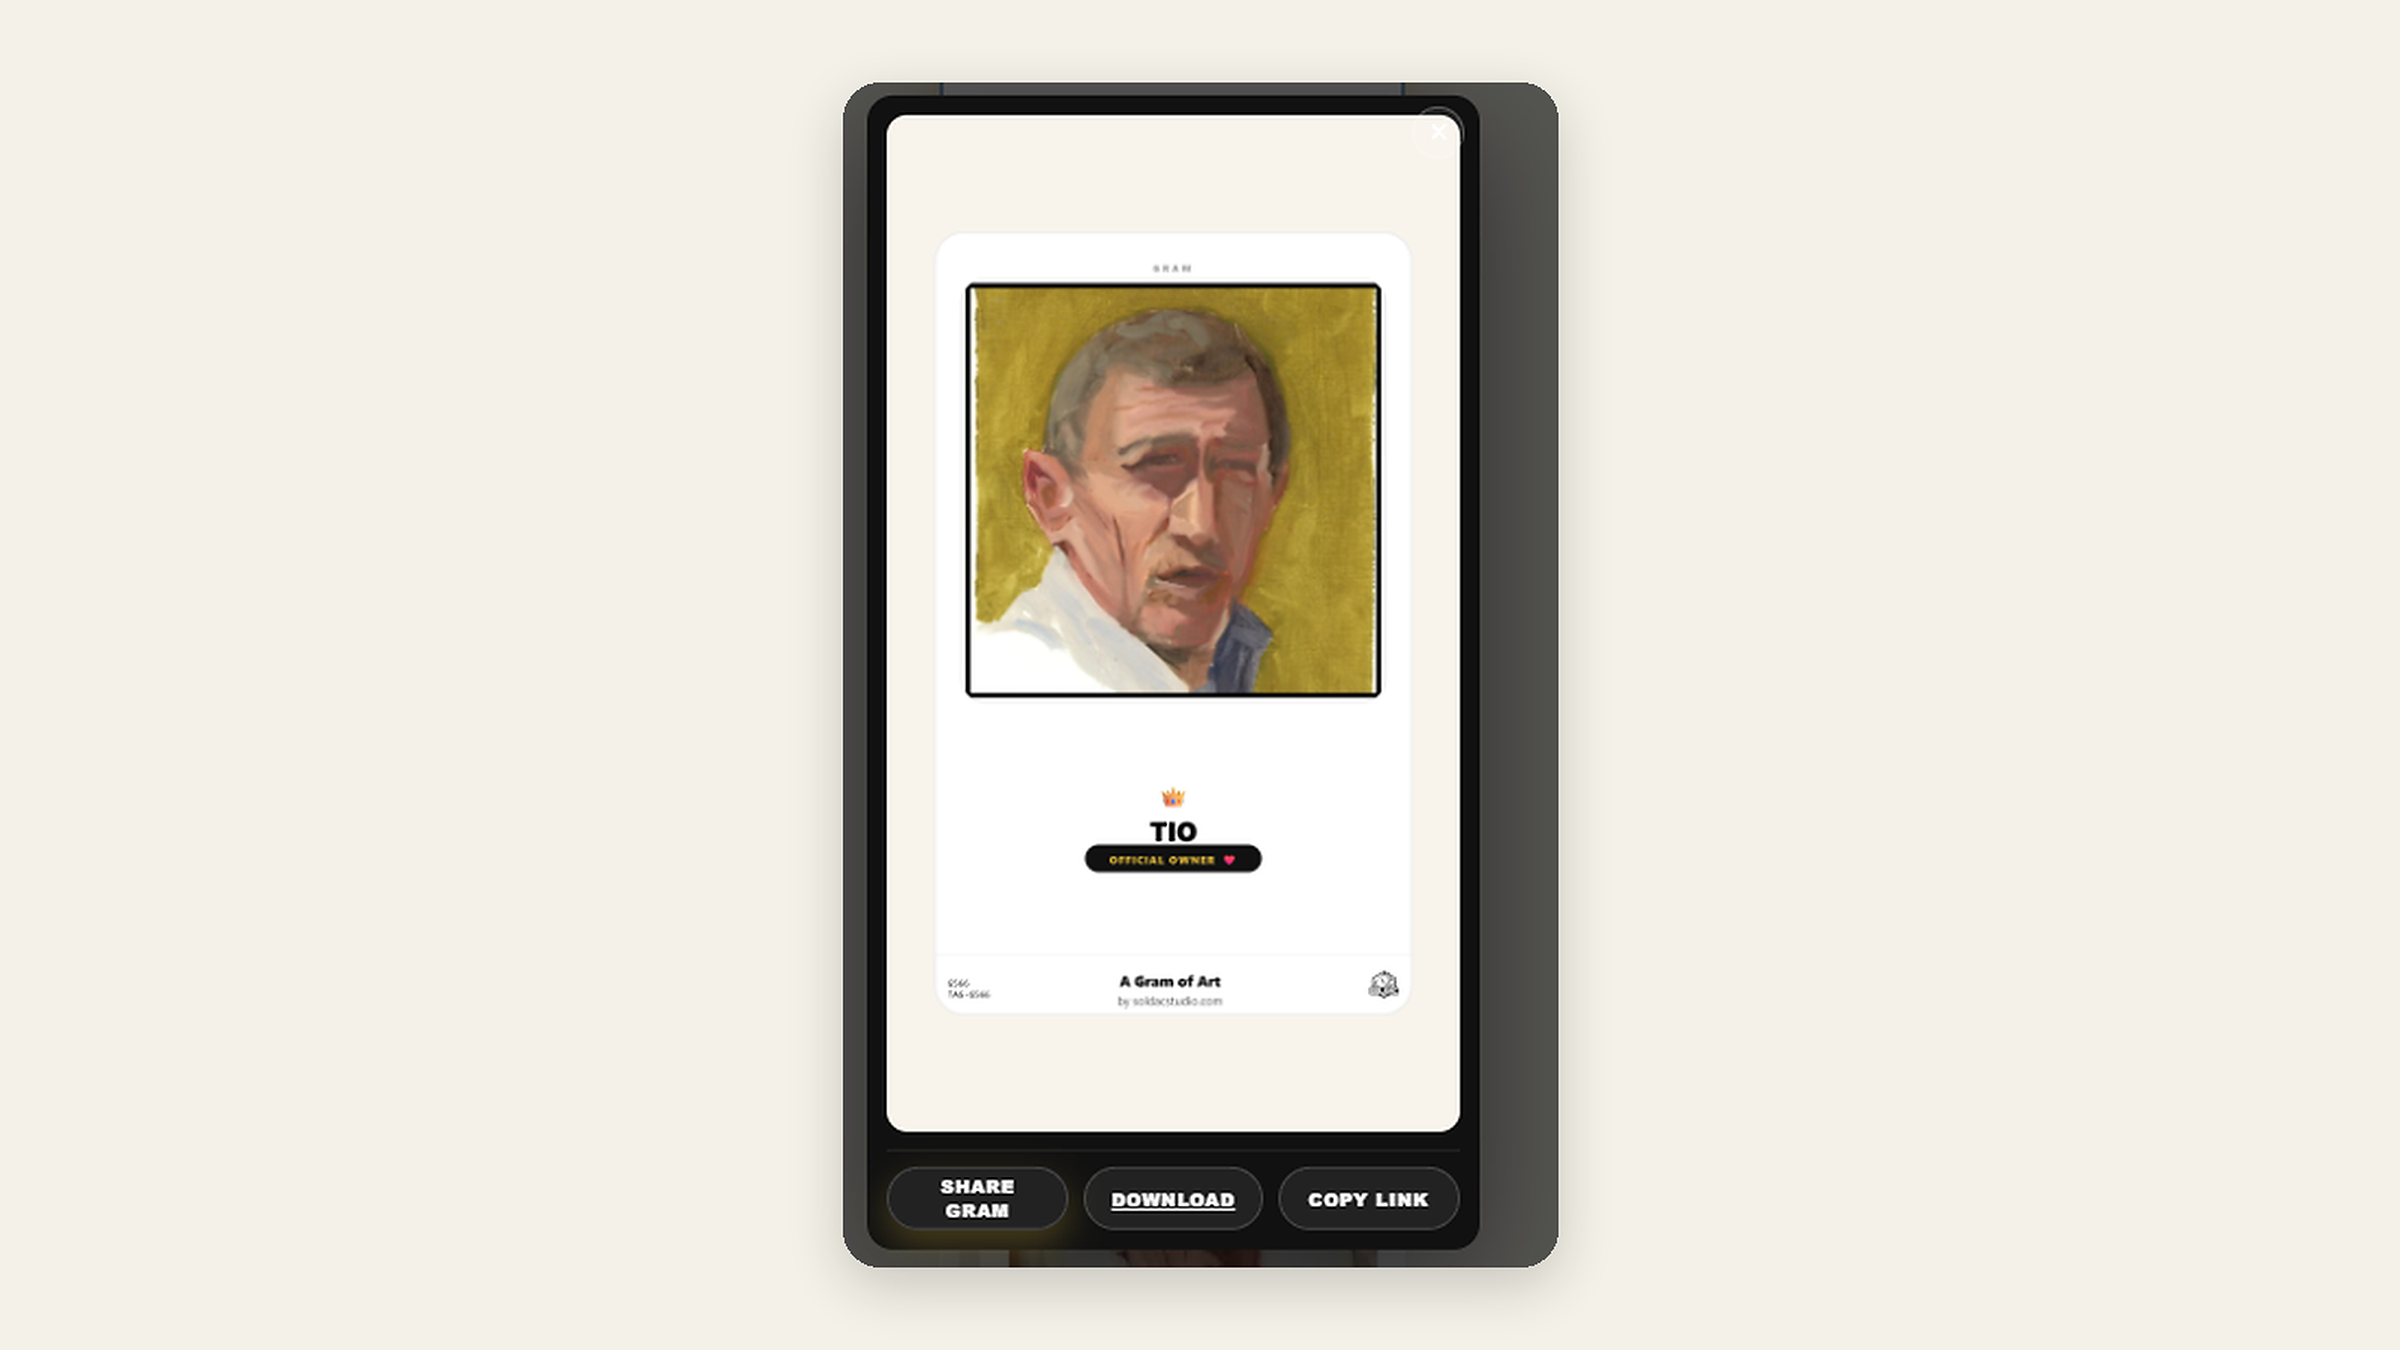 GRAM
TIO
OFFICIAL OWNER
A Gram of Art
by soldacstudio.com
SHARE
GRAM
DOWNLOAD
COPY LINK